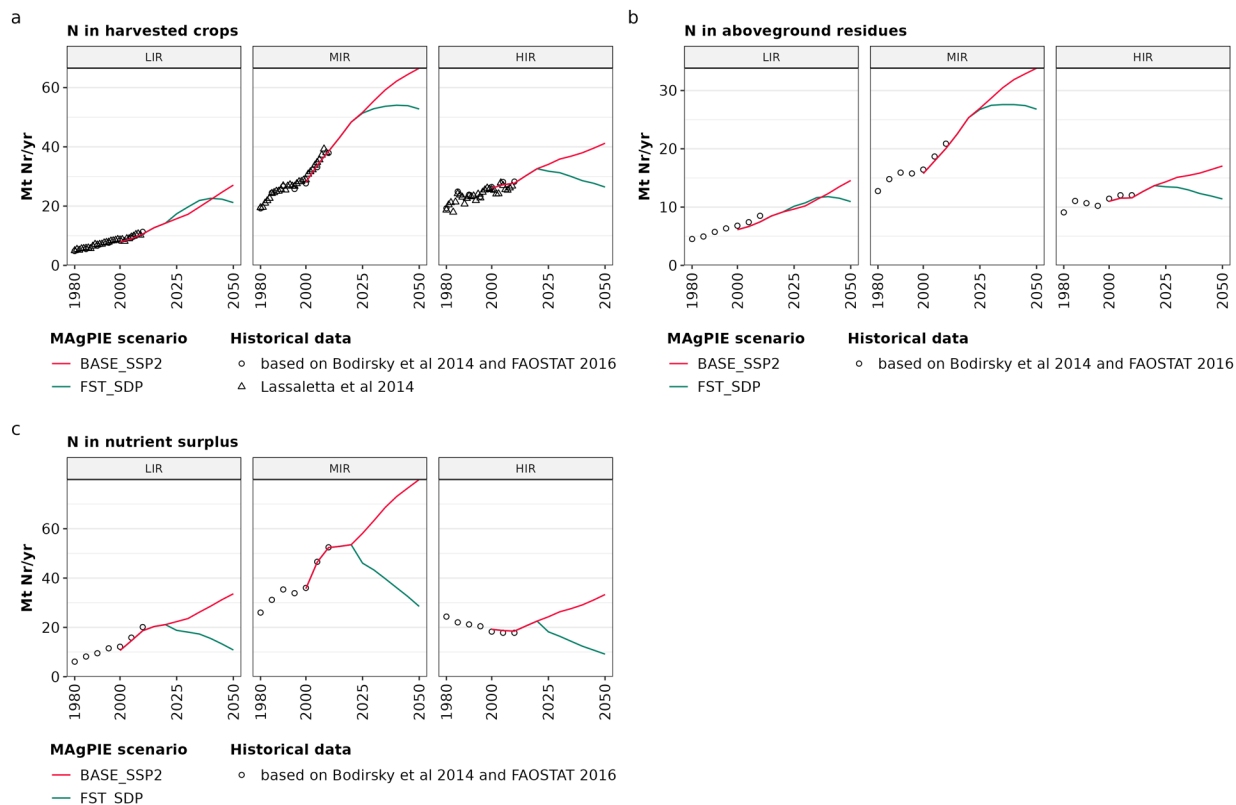 a
N in harvested crops
LIR MIR HIR
Mt Nr/yr
60
40
20
0
1980 2000 2025 2050 1980 2000 2025 2050 1980 2000 2025 2050
MAgPIE scenario
BASE_SSP2
FST_SDP
Historical data
based on Bodirsky et al 2014 and FAOSTAT 2016
Lassaletta et al 2014
b
N in aboveground residues
LIR MIR HIR
Mt Nr/yr
30
20
10
0
1980 2000 2025 2050 1980 2000 2025 2050 1980 2000 2025 2050
MAgPIE scenario
BASE_SSP2
FST_SDP
Historical data
based on Bodirsky et al 2014 and FAOSTAT 2016
c
N in nutrient surplus
LIR MIR HIR
Mt Nr/yr
60
40
20
0
1980 2000 2025 2050 1980 2000 2025 2050 1980 2000 2025 2050
MAgPIE scenario
BASE_SSP2
FST_SDP
Historical data
based on Bodirsky et al 2014 and FAOSTAT 2016